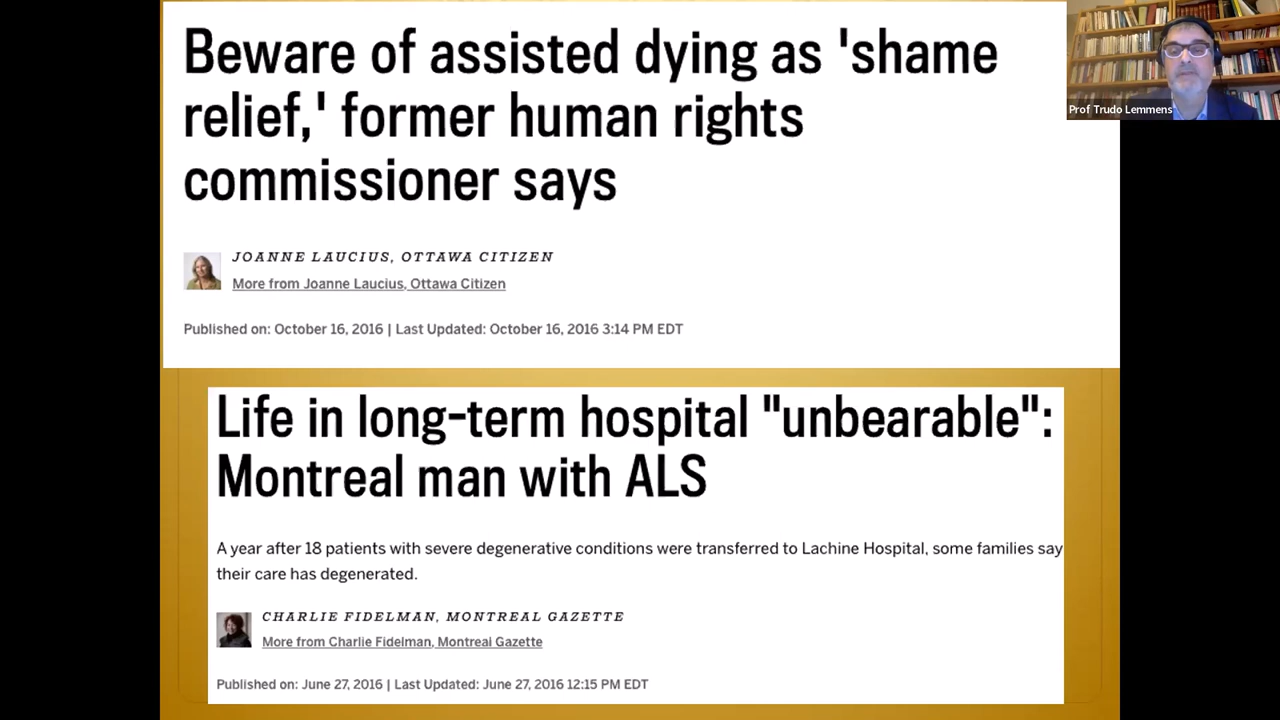 Beware of assisted dying as 'shame
relief,' former human rights
commissioner says
JOANNE LAUCIUS, OTTAWA CITIZEN
More from Joanne Laucius, Ottawa Citizen
Published on: October 16, 2016 | Last Updated: October 16, 2016 3:14 PM EDT
Prof Trudo Lemmens
Life in long-term hospital "unbearable":
Montreal man with ALS
A year after 18 patients with severe degenerative conditions were transferred to Lachine Hospital, some families say
their care has degenerated.
CHARLIE FIDELMAN, MONTREAL GAZETTE
More from Charlie Fidelman, Montreal Gazette
Published on: June 27, 2016 | Last Updated: June 27, 2016 12:15 PM EDT